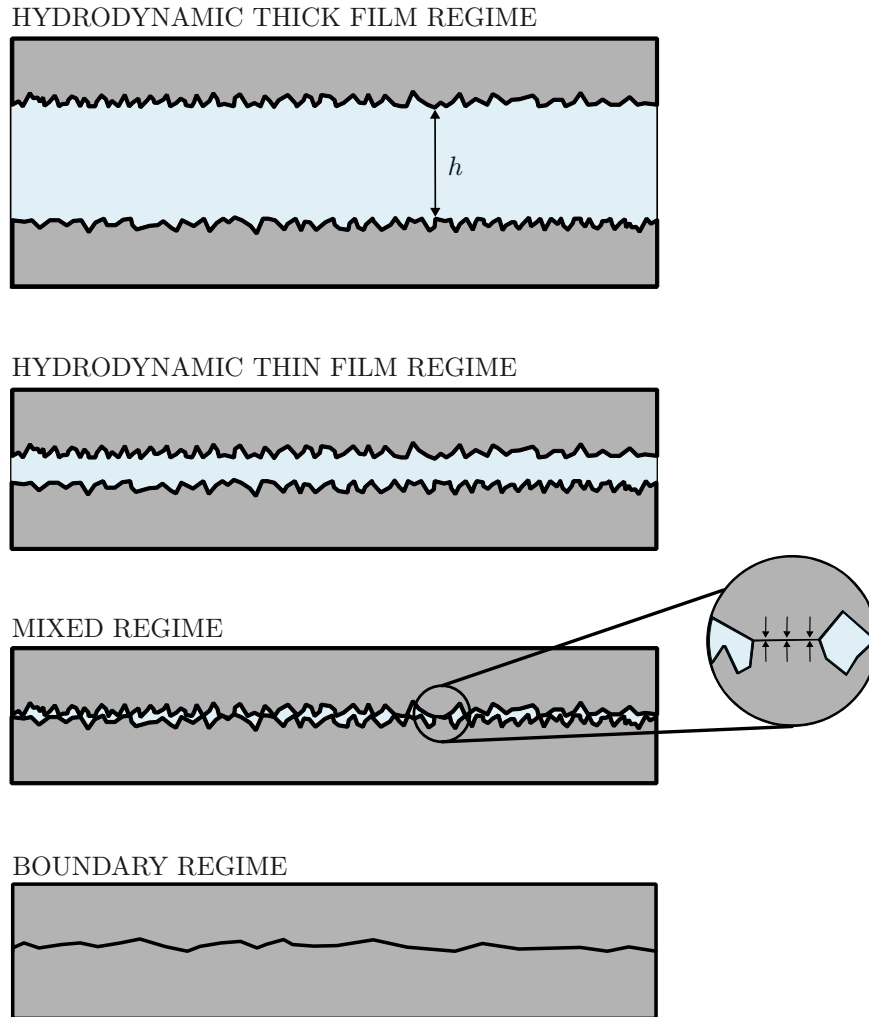 HYDRODYNAMIC THICK FILM REGIME
h
HYDRODYNAMIC THIN FILM REGIME
MIXED REGIME
BOUNDARY REGIME